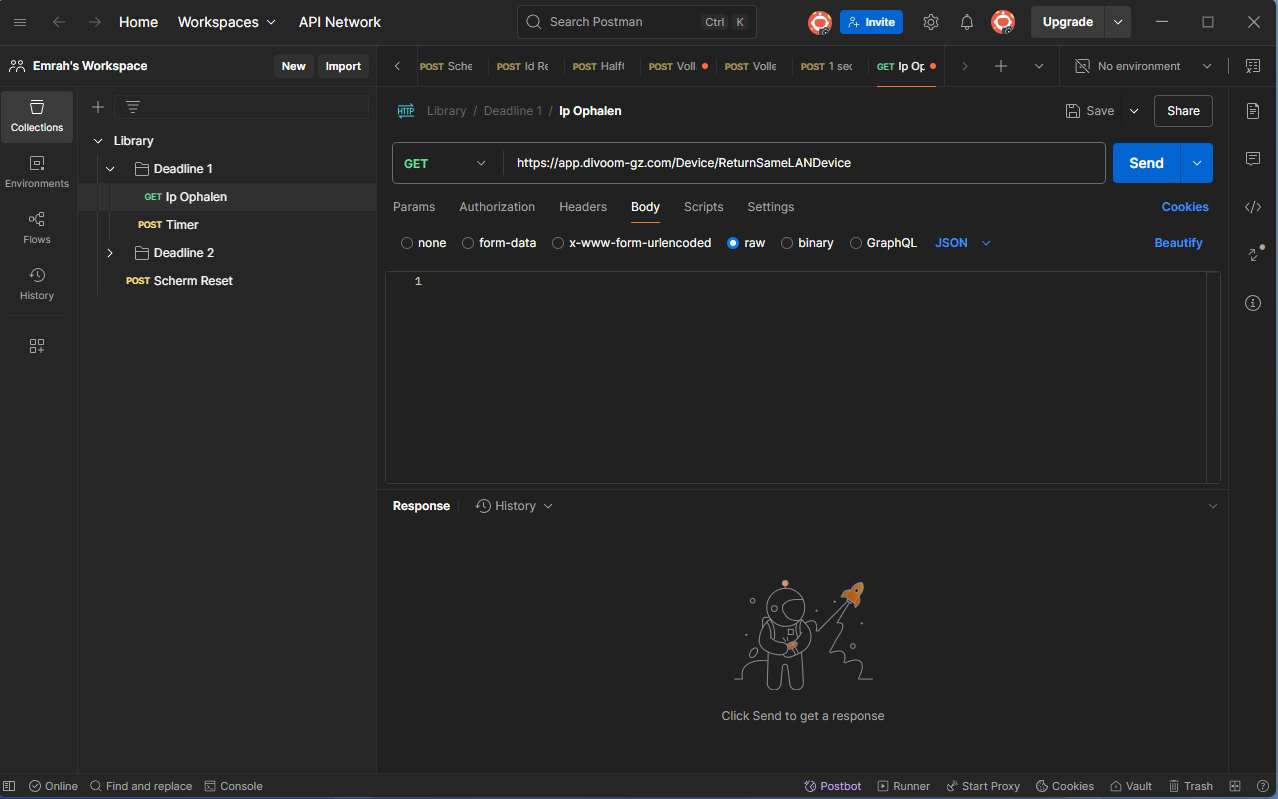 Home Workspaces API Network Search Postman Ctrl K Invite Upgrade
Emrah's Workspace New Import
POST Sche POST Id Re POST Half POST Voll POST Volle POST 1 sec GET Ip Op No environment
Collections
Environments
Flows
History
Library
Deadline 1
GET Ip Ophalen
POST Timer
Deadline 2
POST Scherm Reset
HTTP Library / Deadline 1 / Ip Ophalen Save Share
GET https://app.divoom-gz.com/Device/ReturnSameLANDevice Send
Params Authorization Headers Body Scripts Settings Cookies
none form-data x-www-form-urlencoded raw binary GraphQL JSON Beautify
1
Response History
Click Send to get a response
Online Find and replace Console Postbot Runner Start Proxy Cookies Vault Trash